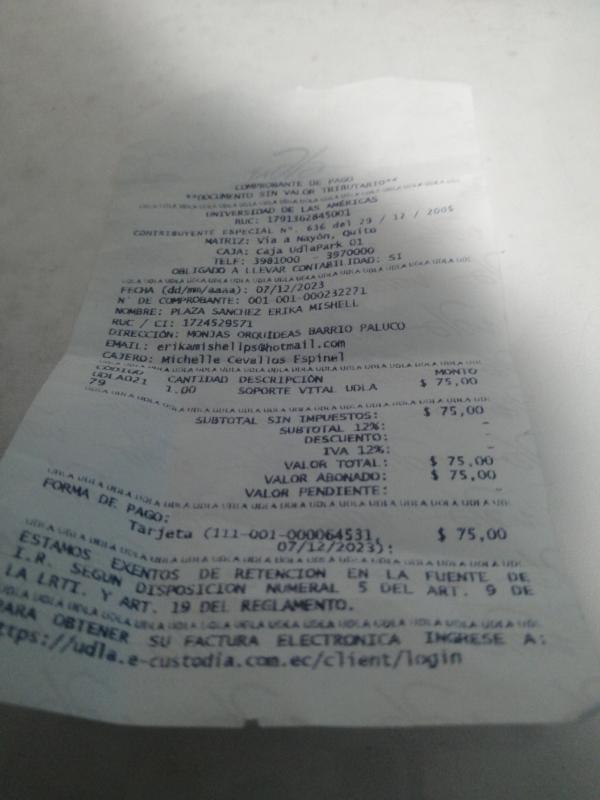 COMPROBANTE DE PAGO
**DOCUMENTO SIN VALOR TRIBUTARIO**
UNIVERSIDAD DE LAS AMÉRICAS
RUC: 1791362845001
CONTRIBUYENTE ESPECIAL N°. 636 del 29 / 12 / 2005
MATRIZ: Vía a Nayón, Quito
CAJA: Caja UdlaPark 01
TELF: 3981000 - 3970000
OBLIGADO A LLEVAR CONTABILIDAD: SI
FECHA (dd/mm/aaaa): 07/12/2023
N° DE COMPROBANTE: 001-001-000232271
NOMBRE: PLAZA SANCHEZ ERIKA MISHELL
RUC / CI: 1724529571
DIRECCIÓN: MONJAS ORQUIDEAS BARRIO PALUCO
EMAIL: erikamishellps@hotmail.com
CAJERO: Michelle Cevallos Espinel
CODIGO CANTIDAD DESCRIPCIÓN MONTO
UDLA021 1.00 SOPORTE VITAL UDLA $ 75,00
79
SUBTOTAL SIN IMPUESTOS: $ 75,00
SUBTOTAL 12%: -
DESCUENTO: -
IVA 12%: -
VALOR TOTAL: $ 75,00
VALOR ABONADO: $ 75,00
VALOR PENDIENTE: -
FORMA DE PAGO:
Tarjeta (111-001-000064531, $ 75,00
07/12/2023):
ESTAMOS EXENTOS DE RETENCION EN LA FUENTE DE
I.R. SEGUN DISPOSICION NUMERAL 5 DEL ART. 9 DE
LA LRTI. Y ART. 19 DEL REGLAMENTO.
PARA OBTENER SU FACTURA ELECTRONICA INGRESE A:
ttps://udla.e-custodia.com.ec/client/login